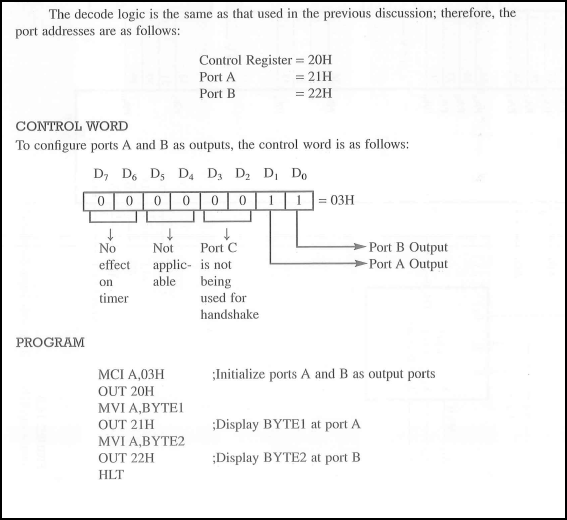 The decode logic is the same as that used in the previous discussion; therefore, the
port addresses are as follows:
Control Register = 20H
Port A = 21H
Port B = 22H
CONTROL WORD
To configure ports A and B as outputs, the control word is as follows:
D7 D6 D5 D4 D3 D2 D1 D0
0 0 0 0 0 0 1 1 = 03H
Port B Output
Port A Output
No effect on timer
Not applic- able
Port C is not being used for handshake
PROGRAM
MCI A,03H ;Initialize ports A and B as output ports
OUT 20H
MVI A,BYTE1
OUT 21H ;Display BYTE1 at port A
MVI A,BYTE2
OUT 22H ;Display BYTE2 at port B
HLT